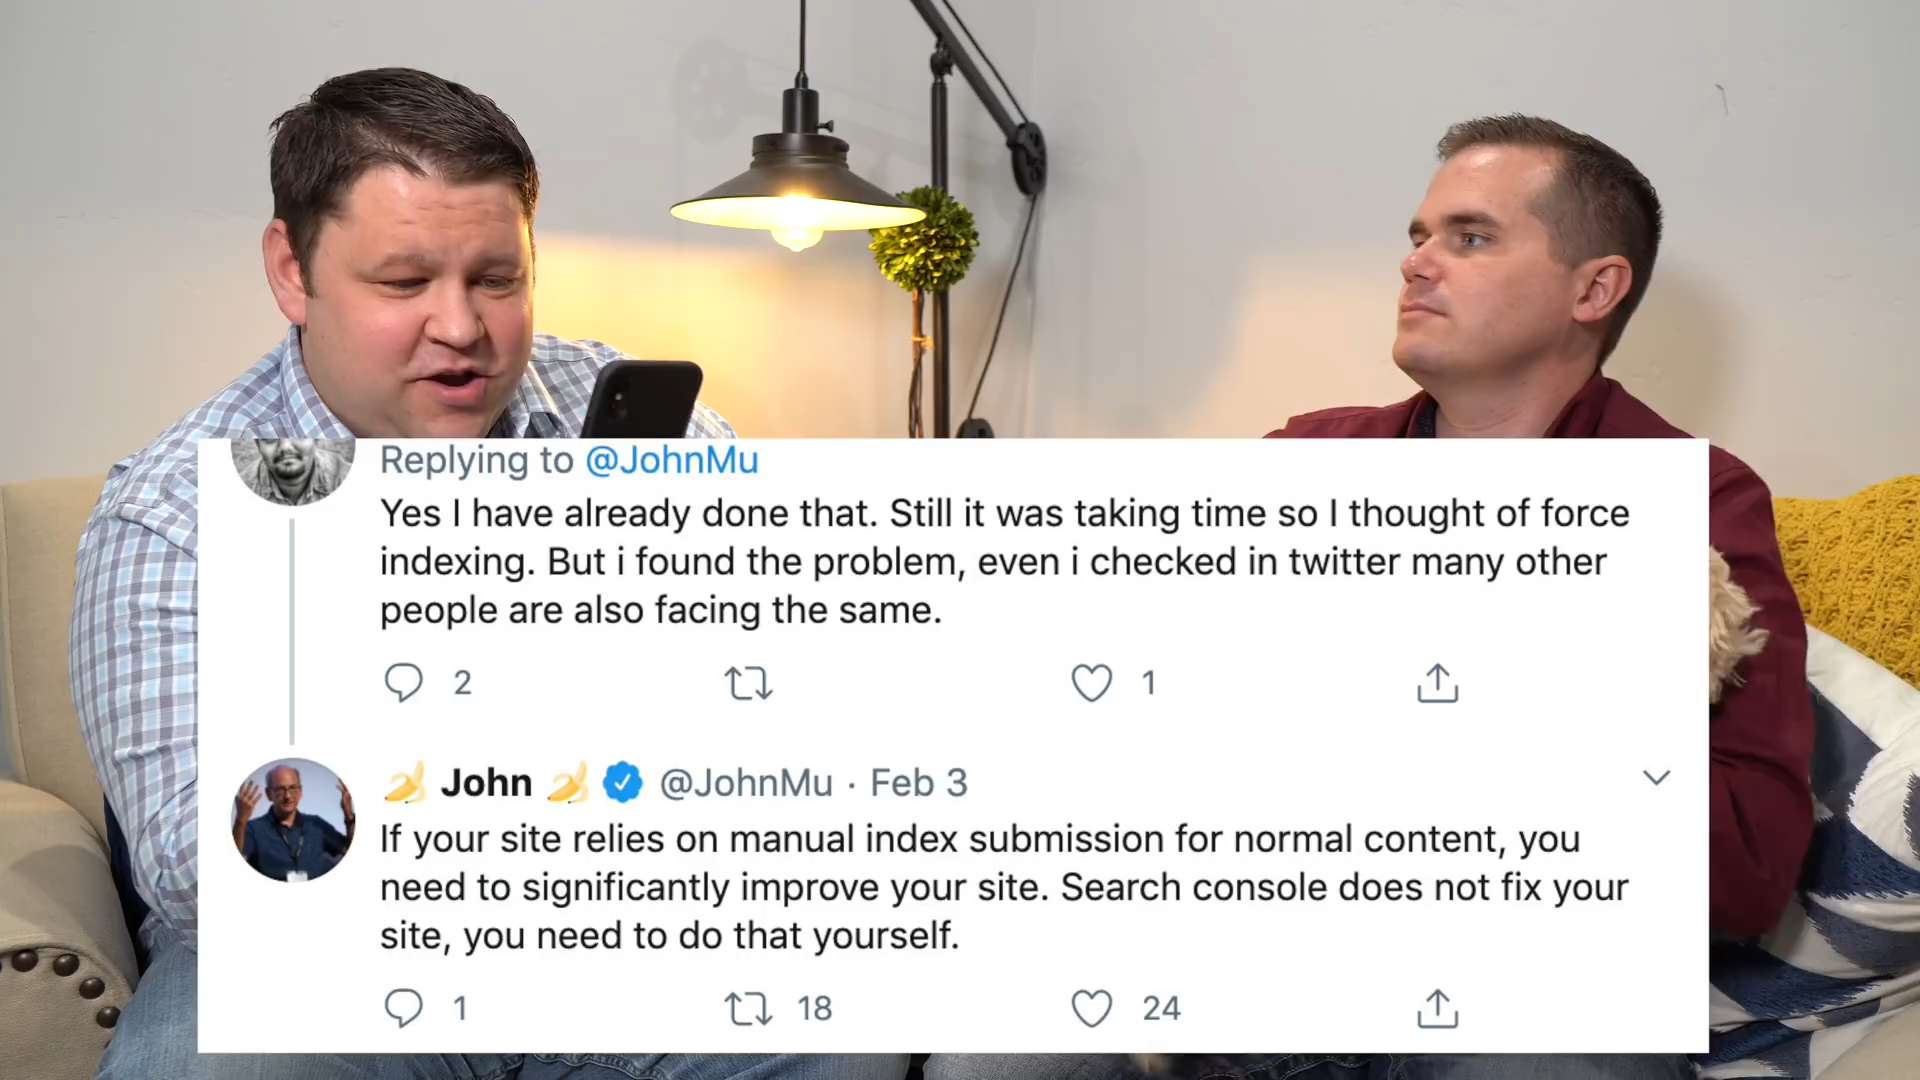 Replying to @JohnMu
Yes I have already done that. Still it was taking time so I thought of force
indexing. But i found the problem, even i checked in twitter many other
people are also facing the same.
2
1
🍌 John 🍌 @JohnMu · Feb 3
If your site relies on manual index submission for normal content, you
need to significantly improve your site. Search console does not fix your
site, you need to do that yourself.
1
18
24